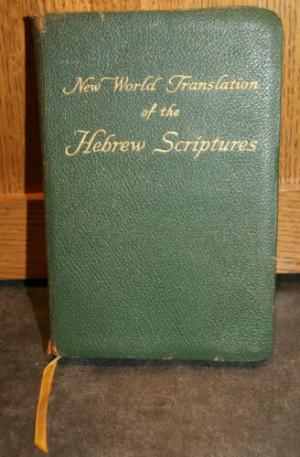 New World Translation
of the
Hebrew Scriptures